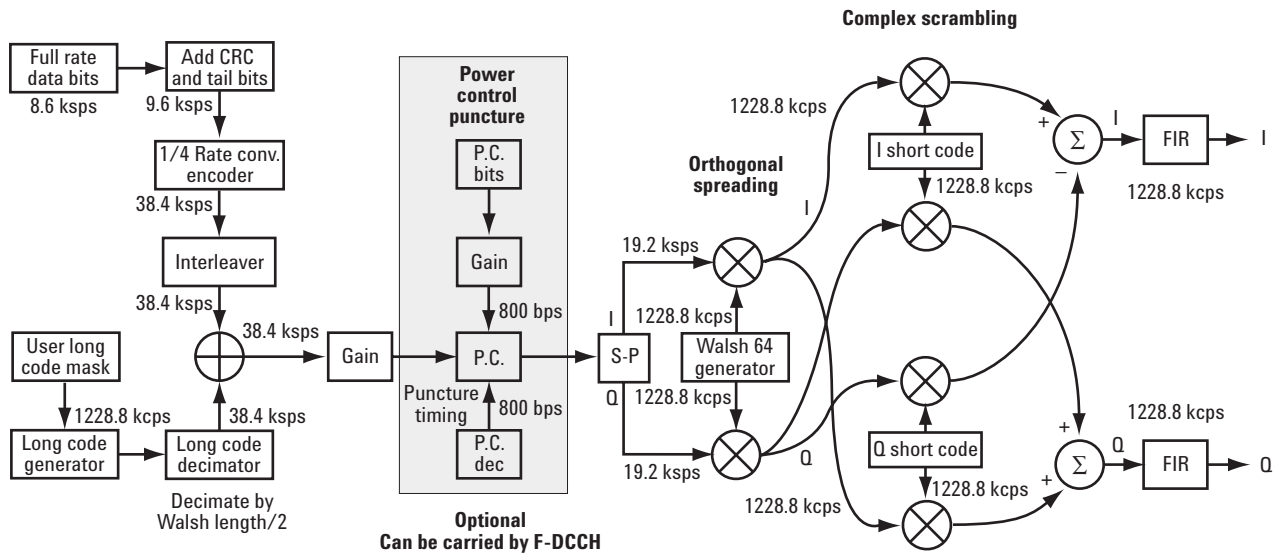 Complex scrambling
Full rate
data bits
8.6 ksps
Add CRC
and tail bits
9.6 ksps
1/4 Rate conv.
encoder
38.4 ksps
Interleaver
38.4 ksps
38.4 ksps
User long
code mask
1228.8 kcps
Long code
generator
38.4 ksps
Long code
decimator
Decimate by
Walsh length/2
Gain
Power
control
puncture
P.C.
bits
Gain
800 bps
P.C.
Puncture
timing
800 bps
P.C.
dec
Optional
Can be carried by F-DCCH
I
S-P
Q
19.2 ksps
19.2 ksps
Orthogonal
spreading
1228.8 kcps
Walsh 64
generator
1228.8 kcps
I
Q
1228.8 kcps
I short code
1228.8 kcps
Q short code
1228.8 kcps
1228.8 kcps
+
Σ
−
I
FIR
I
1228.8 kcps
+
Σ
+
Q
1228.8 kcps
FIR
Q